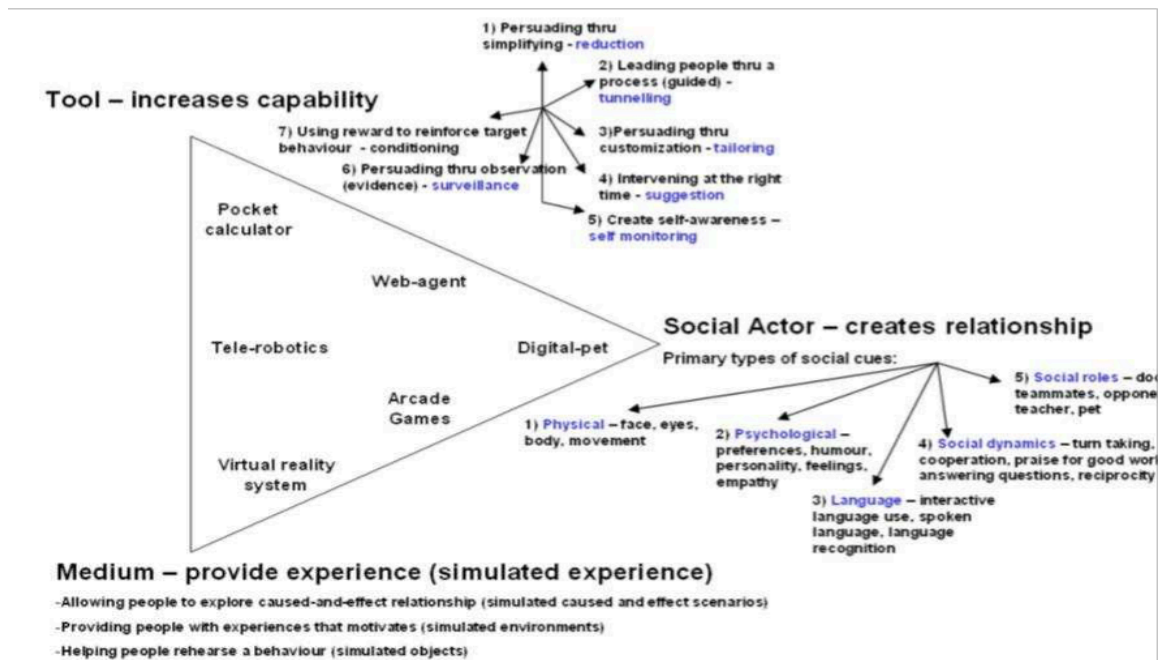 1) Persuading thru
simplifying - reduction
2) Leading people thru a
process (guided) -
tunnelling
Tool – increases capability
7) Using reward to reinforce target
behaviour - conditioning
3)Persuading thru
customization - tailoring
6) Persuading thru observation
(evidence) - surveillance
4) Intervening at the right
time - suggestion
5) Create self-awareness –
self monitoring
Pocket
calculator
Web-agent
Tele-robotics
Digital-pet
Arcade
Games
Virtual reality
system
Social Actor – creates relationship
Primary types of social cues:
5) Social roles –
teammates,
teacher, pet
1) Physical – face, eyes,
body, movement
2) Psychological –
preferences, humour,
personality, feelings,
empathy
4) Social dynamics – turn taking,
cooperation, praise for good
answering questions, reciprocity
3) Language – interactive
language use, spoken
language, language
recognition
Medium – provide experience (simulated experience)
-Allowing people to explore caused-and-effect relationship (simulated caused and effect scenarios)
-Providing people with experiences that motivates (simulated environments)
-Helping people rehearse a behaviour (simulated objects)